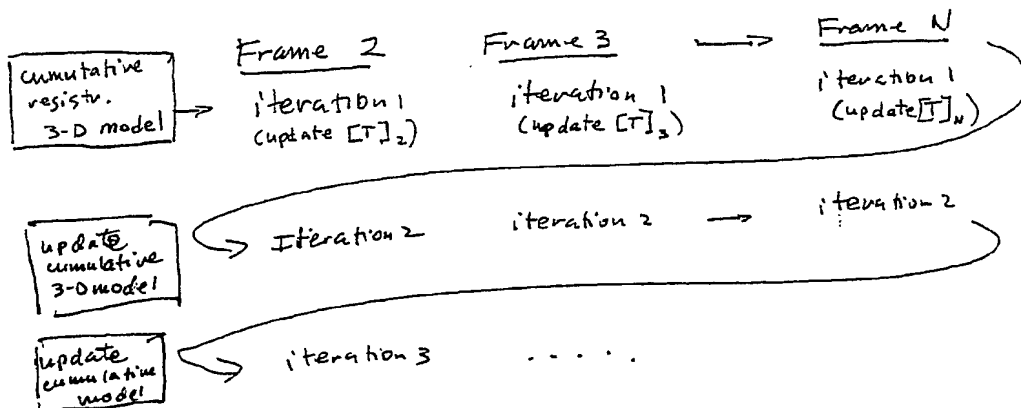 Frame 2 Frame 3 → Frame N
cumutative
registr.
3-D model
iteration 1 iteration 1 iteration 1
(update [T]2) (update [T]3) (update [T]N)
update
cumulative
3-D model
Iteration 2 iteration 2 → iteration 2
update
cumulative
model
iteration 3 . . . . .